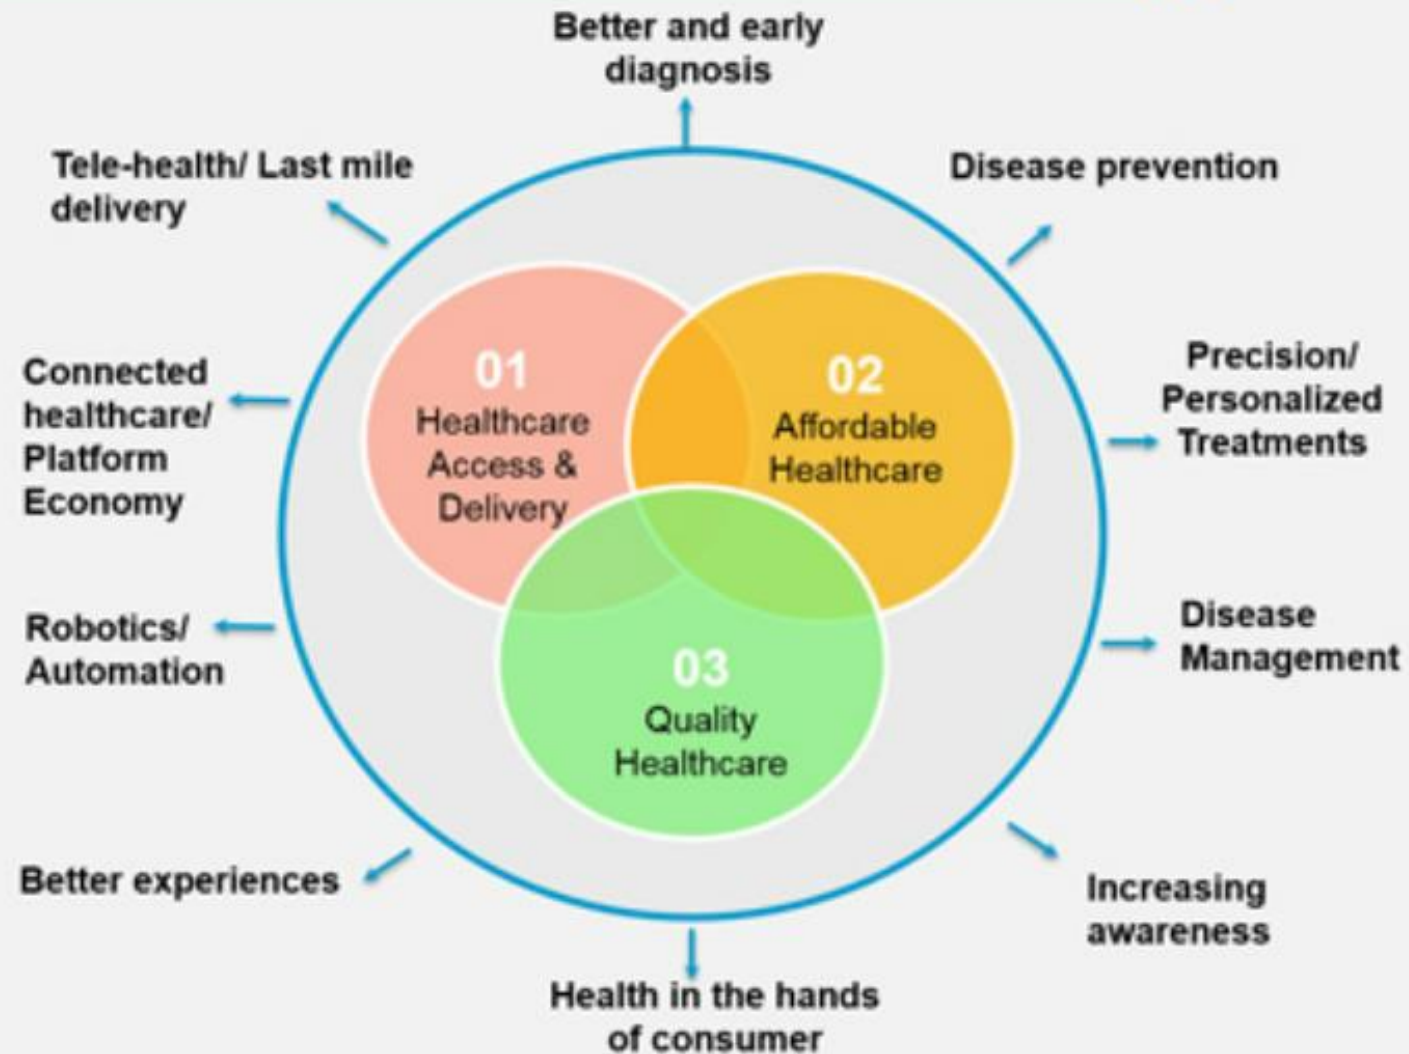 Better and early
diagnosis
Tele-health/ Last mile
delivery
Disease prevention
Connected
healthcare/
Platform
Economy
01
Healthcare
Access &
Delivery
02
Affordable
Healthcare
Precision/
Personalized
Treatments
Robotics/
Automation
03
Quality
Healthcare
Disease
Management
Better experiences
Increasing
awareness
Health in the hands
of consumer